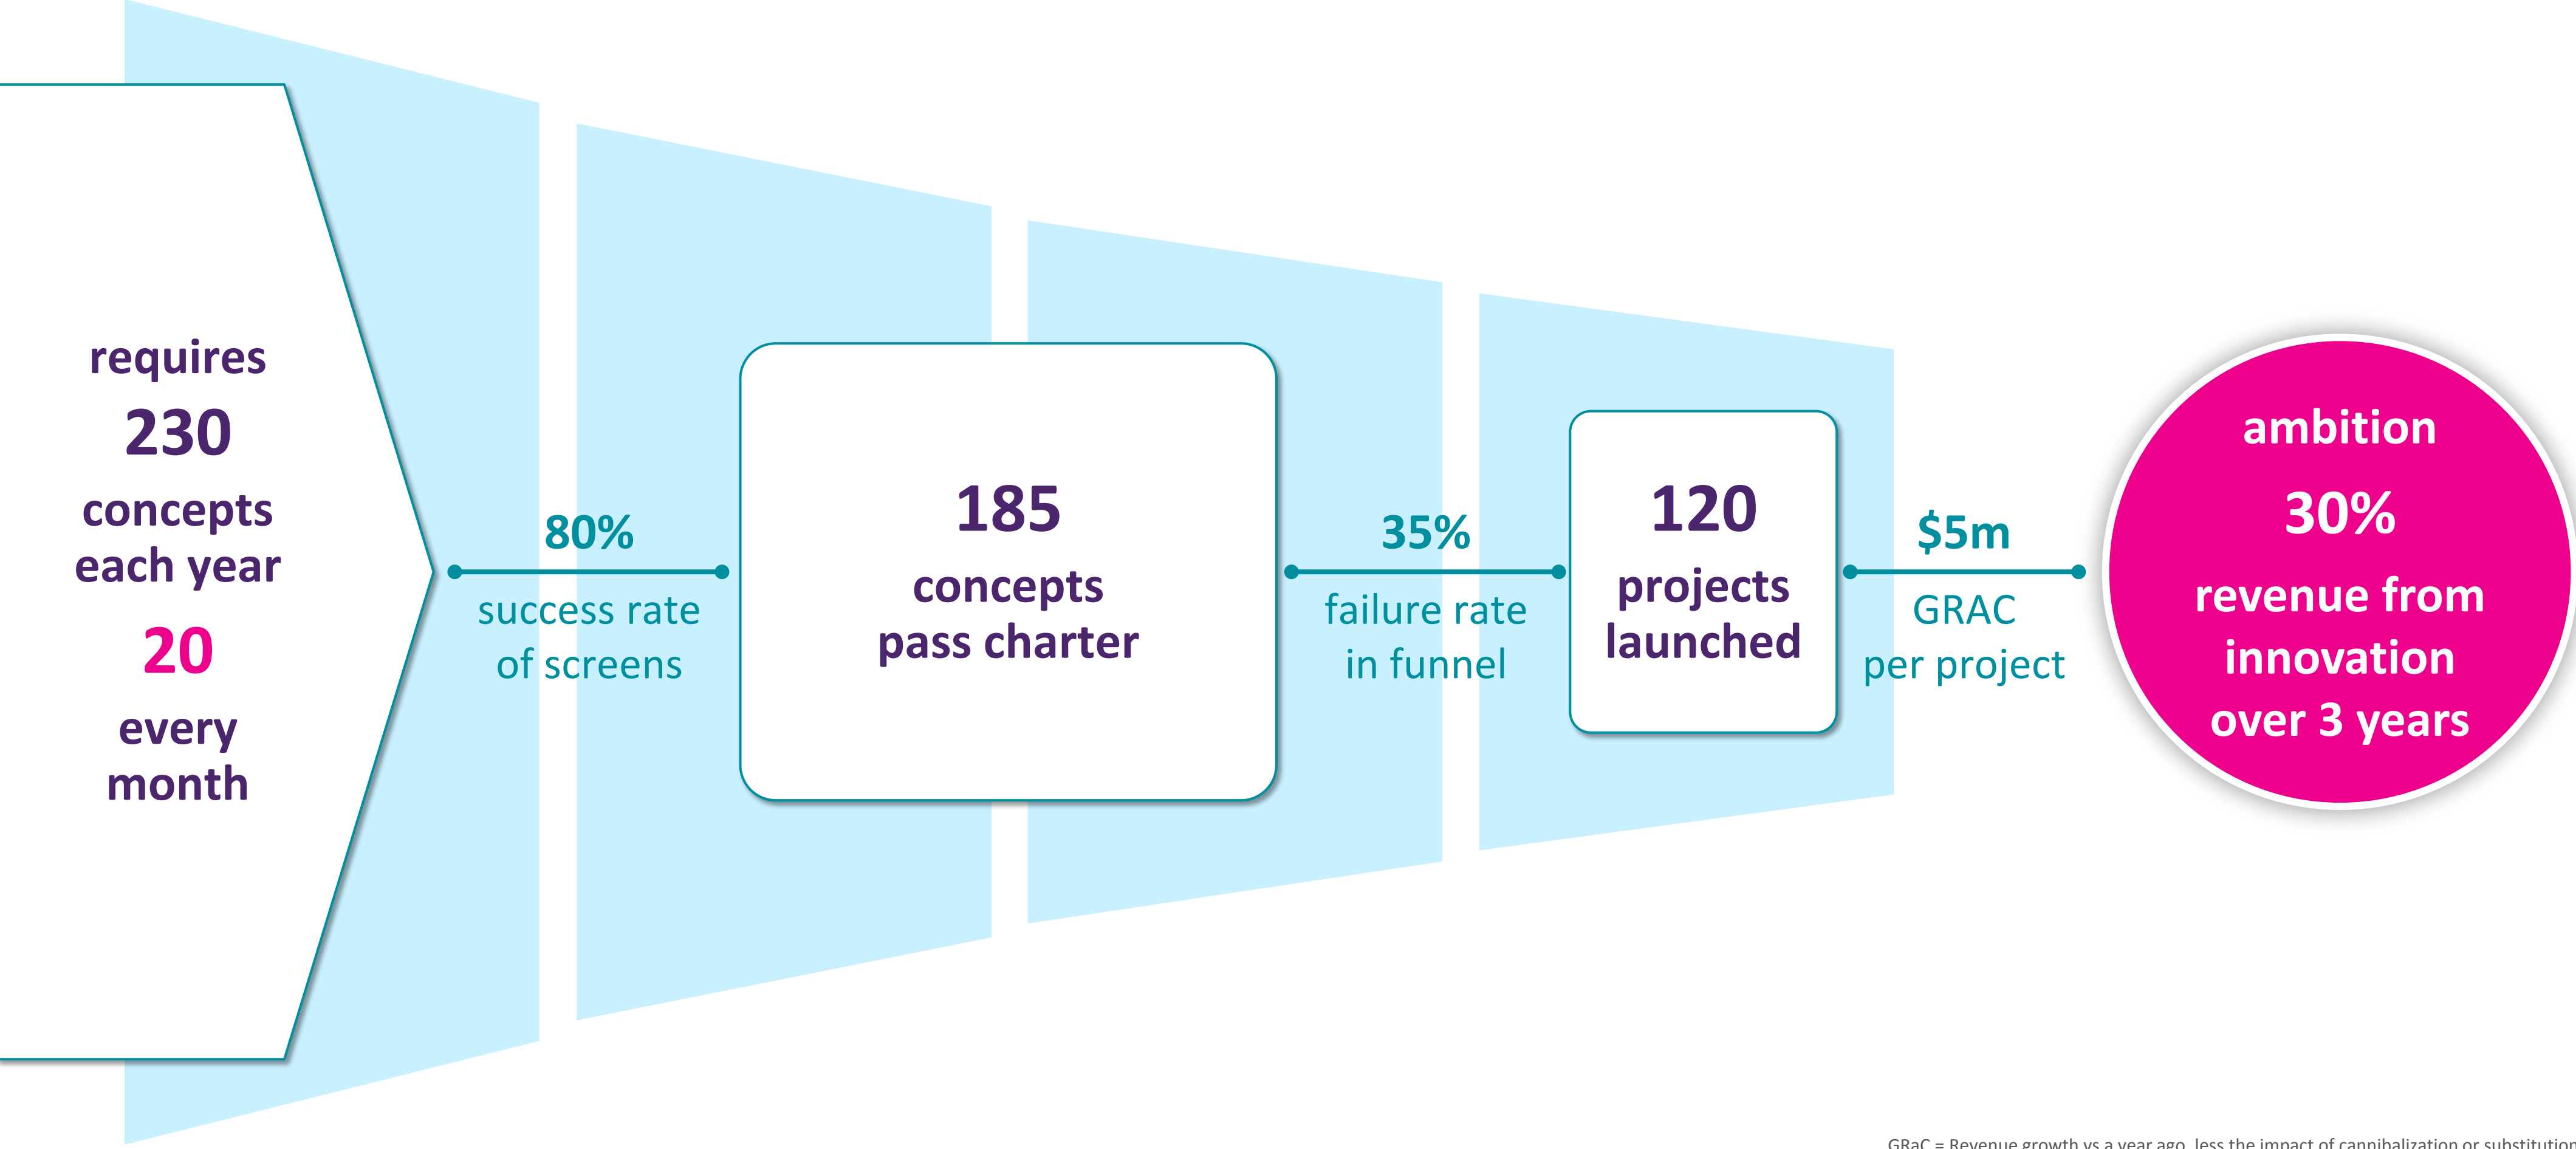 requires
230
concepts
each year
20
every
month
80%
success rate
of screens
185
concepts
pass charter
35%
failure rate
in funnel
120
projects
launched
$5m
GRAC
per project
ambition
30%
revenue from
innovation
over 3 years
GRaC = Revenue growth vs a year ago, less the impact of cannibalization or substitution